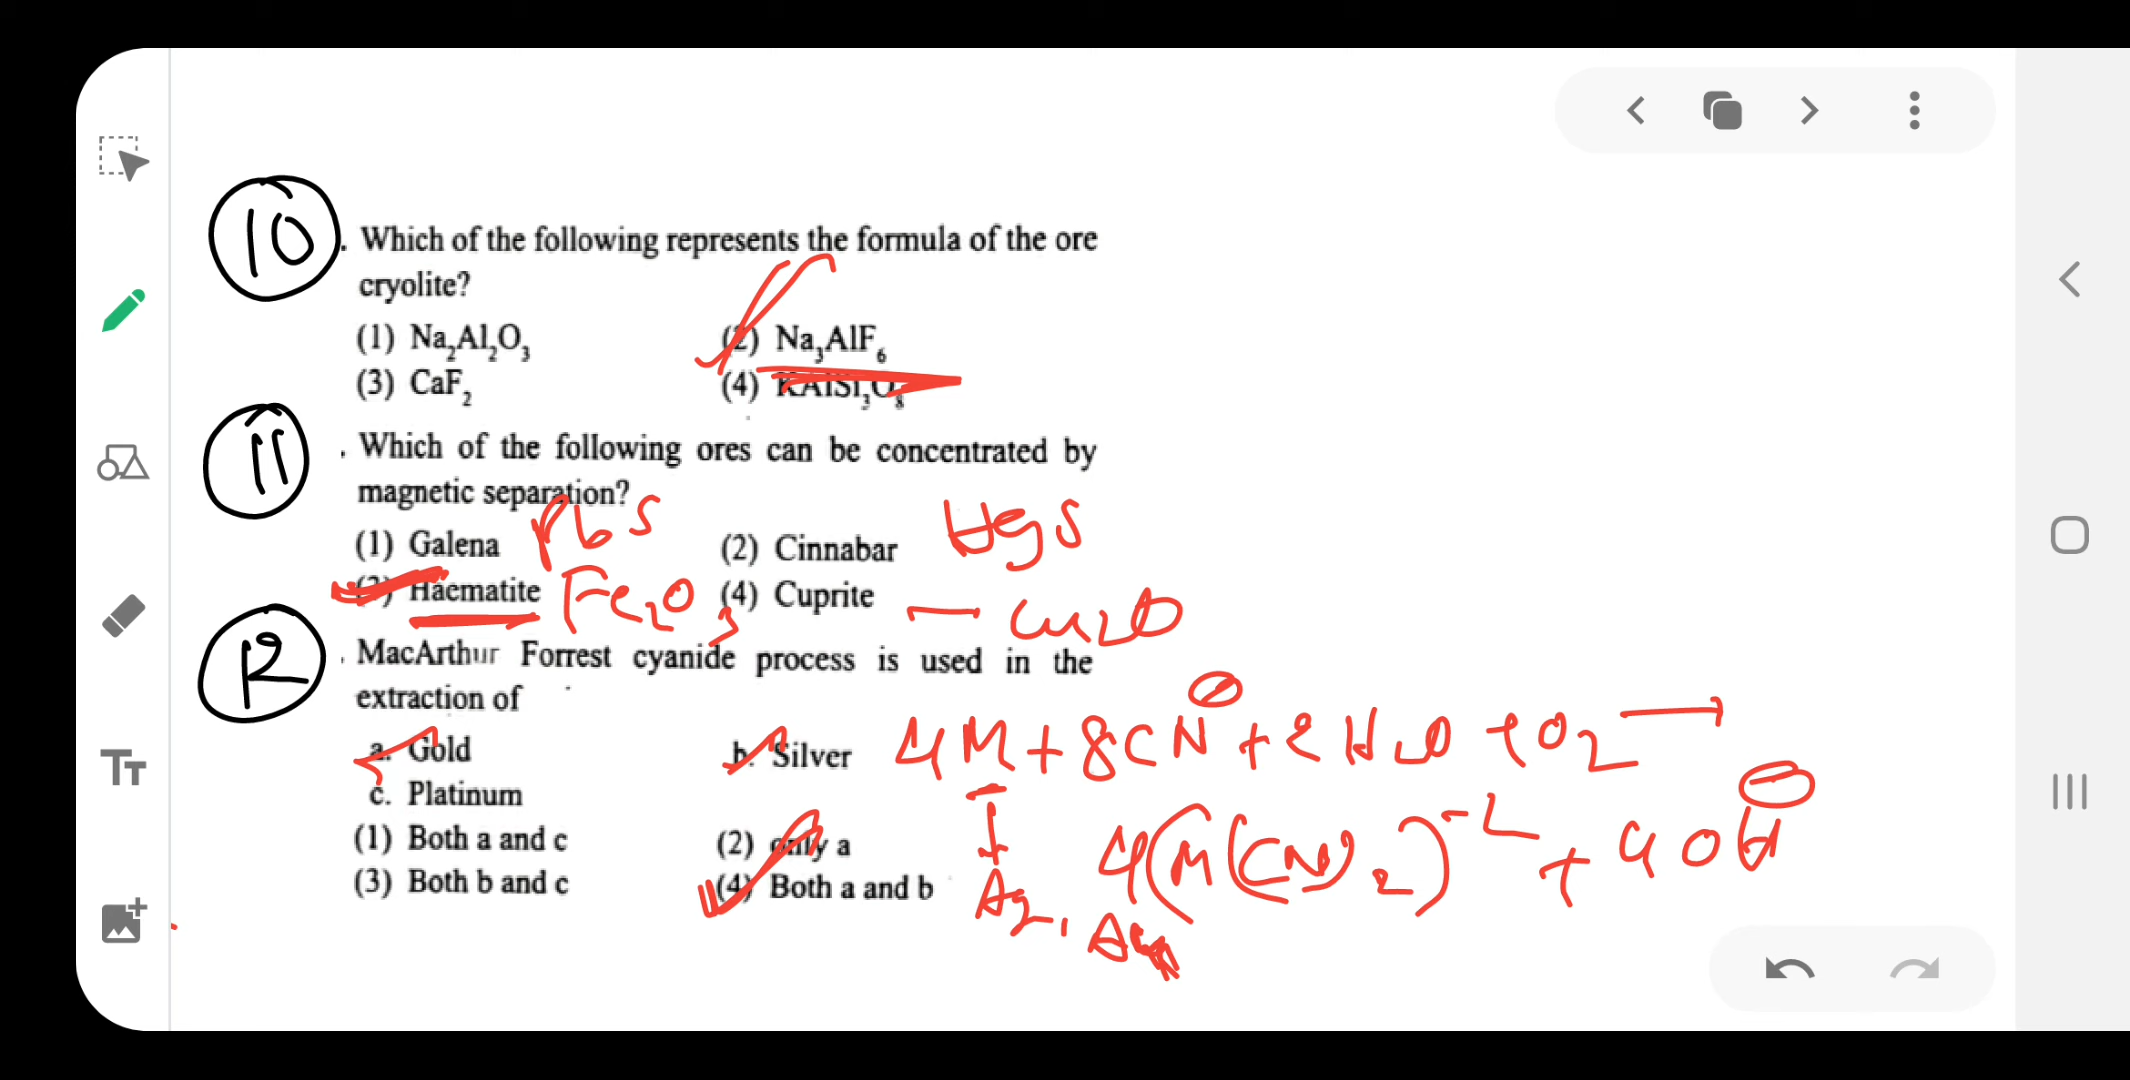 10 . Which of the following represents the formula of the ore
cryolite?
(1) Na₂Al₂O₃ (2) Na₃AlF₆
(3) CaF₂ (4) KAlSi₃O₈
11 . Which of the following ores can be concentrated by
magnetic separation?
(1) Galena PbS (2) Cinnabar HgS
(3) Haematite Fe₂O₃ (4) Cuprite — Cu₂O
12 . MacArthur Forrest cyanide process is used in the
extraction of
a. Gold b. Silver 4M + 8CN⊖ + 2H₂O + O₂ →
c. Platinum
4(M(CN)₂)⁻ + 4OH⊖
(1) Both a and c (2) only a
(3) Both b and c (4) Both a and b
Ag, Au
Tт